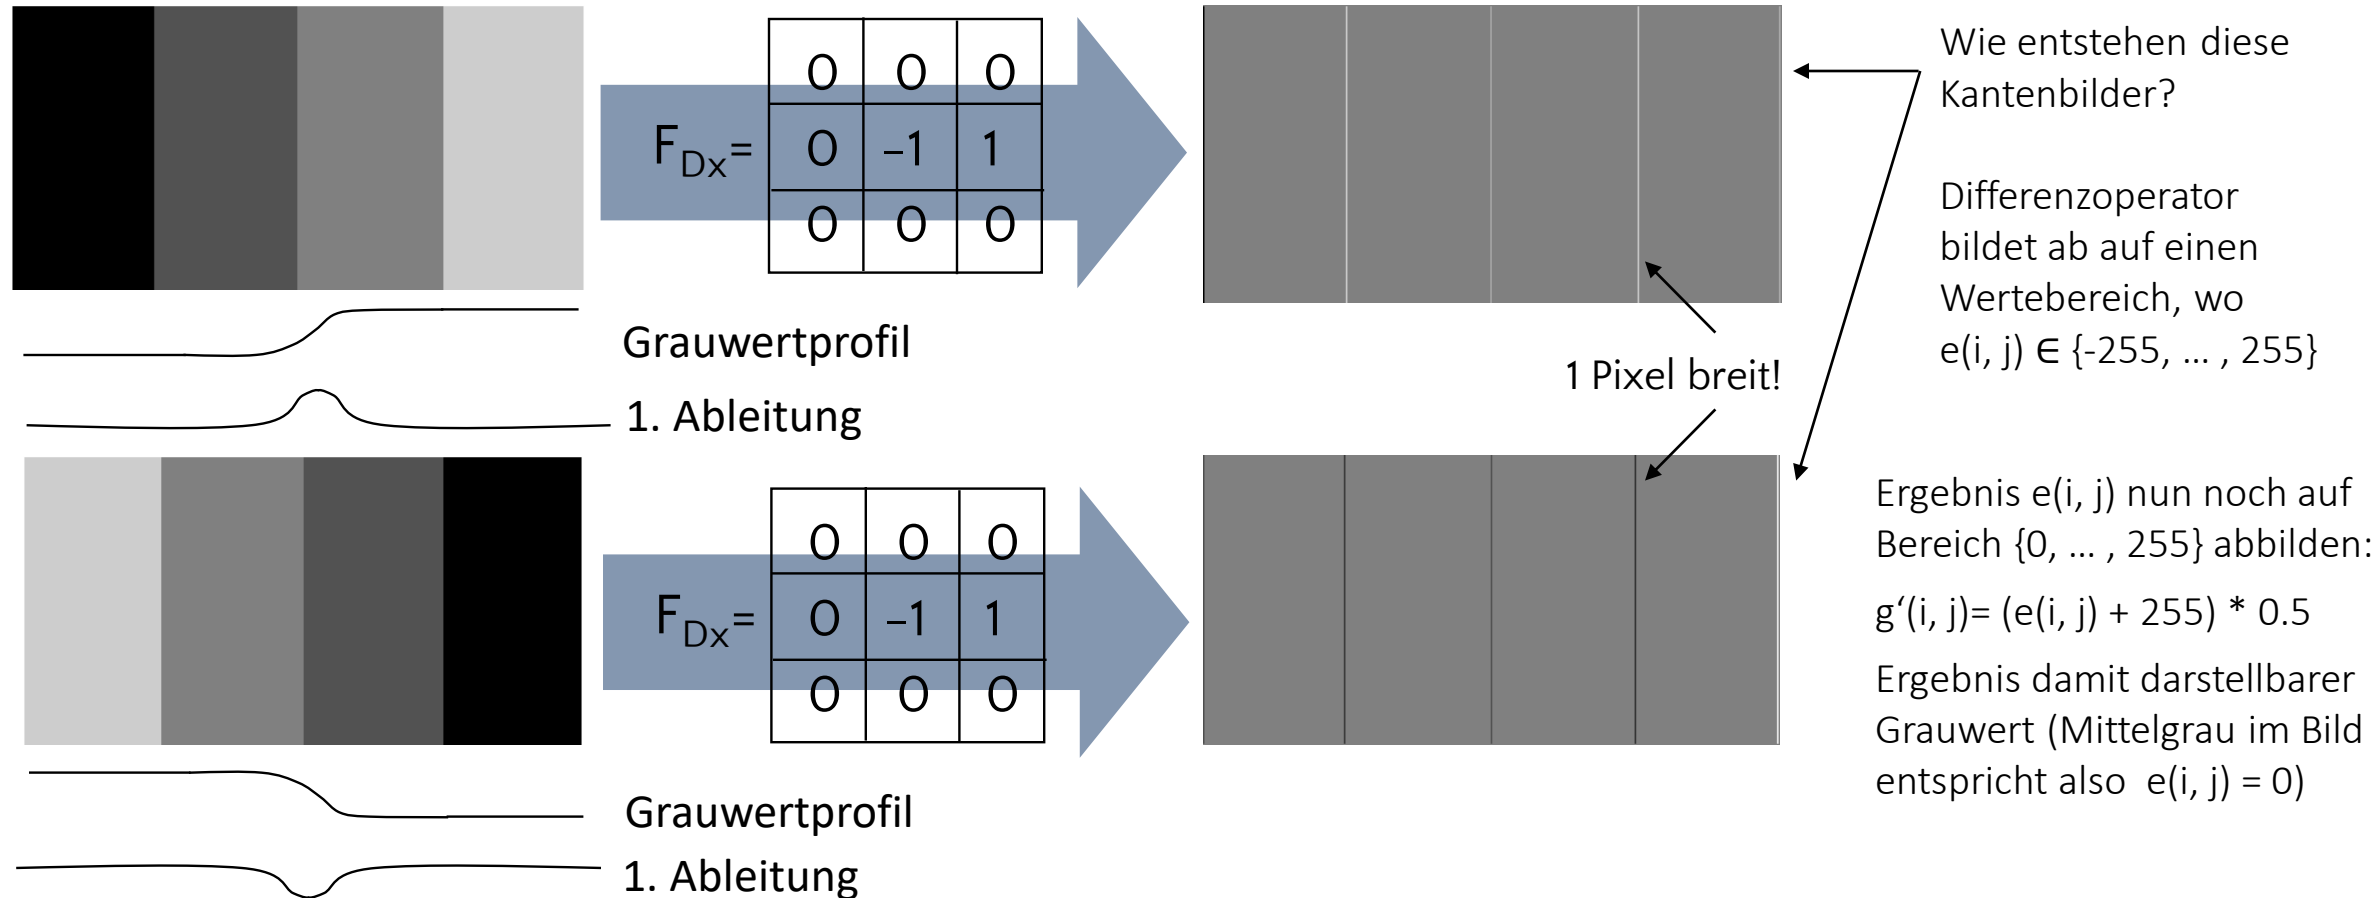 F_Dx=
0 0 0
0 –1 1
0 0 0
Grauwertprofil
1. Ableitung
F_Dx=
0 0 0
0 –1 1
0 0 0
Grauwertprofil
1. Ableitung
1 Pixel breit!
Wie entstehen diese
Kantenbilder?
Differenzoperator
bildet ab auf einen
Wertebereich, wo
e(i, j) ∈ {-255, ... , 255}
Ergebnis e(i, j) nun noch auf
Bereich {0, ... , 255} abbilden:
g‘(i, j)= (e(i, j) + 255) * 0.5
Ergebnis damit darstellbarer
Grauwert (Mittelgrau im Bild
entspricht also e(i, j) = 0)